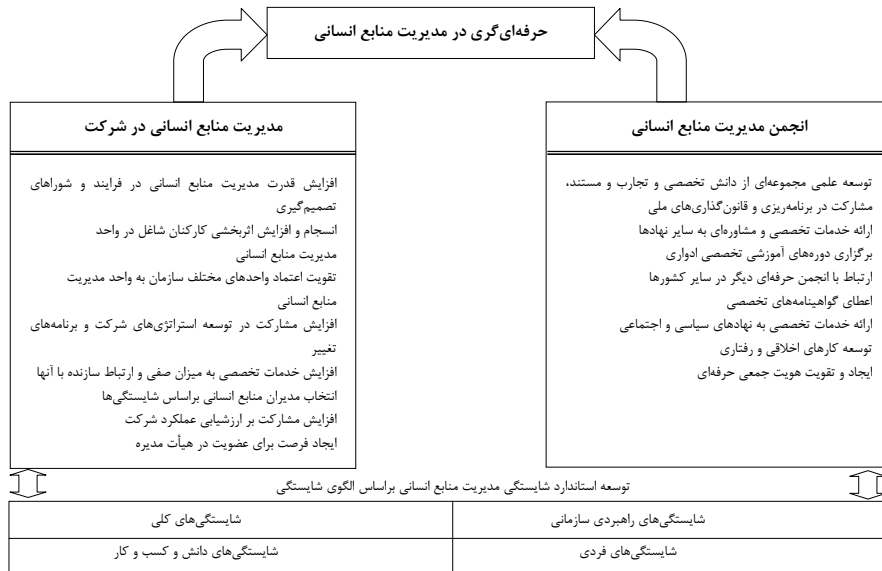 حرفه‌ای‌گری در مدیریت منابع انسانی
انجمن مدیریت منابع انسانی
توسعه علمی مجموعه‌ای از دانش تخصصی و تجارب و مستند،
مشارکت در برنامه‌ریزی و قانون‌گذاری‌های ملی
ارائه خدمات تخصصی و مشاوره‌ای به سایر نهادها
برگزاری دوره‌های آموزشی تخصصی ادواری
ارتباط با انجمن حرفه‌ای دیگر در سایر کشورها
اعطای گواهینامه‌های تخصصی
ارائه خدمات تخصصی به نهادهای سیاسی و اجتماعی
توسعه کارهای اخلاقی و رفتاری
ایجاد و تقویت هویت جمعی حرفه‌ای
مدیریت منابع انسانی در شرکت
افزایش قدرت مدیریت منابع انسانی در فرایند و شوراهای
تصمیم‌گیری
انسجام و افزایش اثربخشی کارکنان شاغل در واحد
مدیریت منابع انسانی
تقویت اعتماد واحدهای مختلف سازمان به واحد مدیریت
منابع انسانی
افزایش مشارکت در توسعه استراتژی‌های شرکت و برنامه‌های
تغییر
افزایش خدمات تخصصی به میزان صفی و ارتباط سازنده با آنها
انتخاب مدیران منابع انسانی براساس شایستگی‌ها
افزایش مشارکت بر ارزشیابی عملکرد شرکت
ایجاد فرصت برای عضویت در هیأت مدیره
توسعه استاندارد شایستگی مدیریت منابع انسانی براساس الگوی شایستگی
شایستگی‌های راهبردی سازمانی
شایستگی‌های کلی
شایستگی‌های فردی
شایستگی‌های دانش و کسب و کار